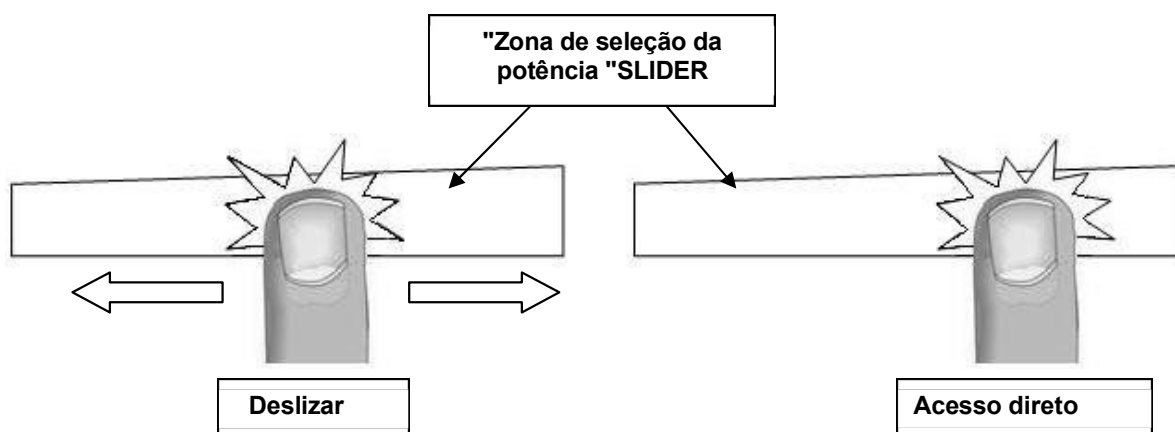 "Zona de seleção da
potência "SLIDER
Deslizar
Acesso direto